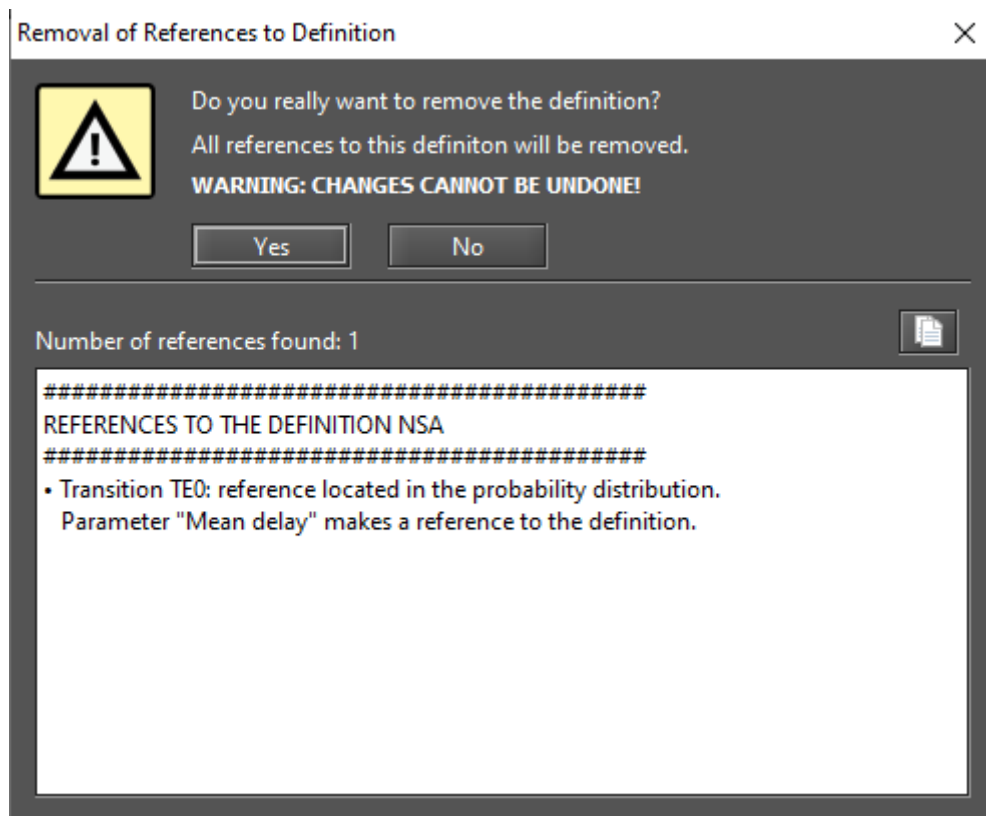 Removal of References to Definition
Do you really want to remove the definition?
All references to this definiton will be removed.
WARNING: CHANGES CANNOT BE UNDONE!
Yes No
Number of references found: 1
###########################################
REFERENCES TO THE DEFINITION NSA
###########################################
• Transition TE0: reference located in the probability distribution.
Parameter "Mean delay" makes a reference to the definition.